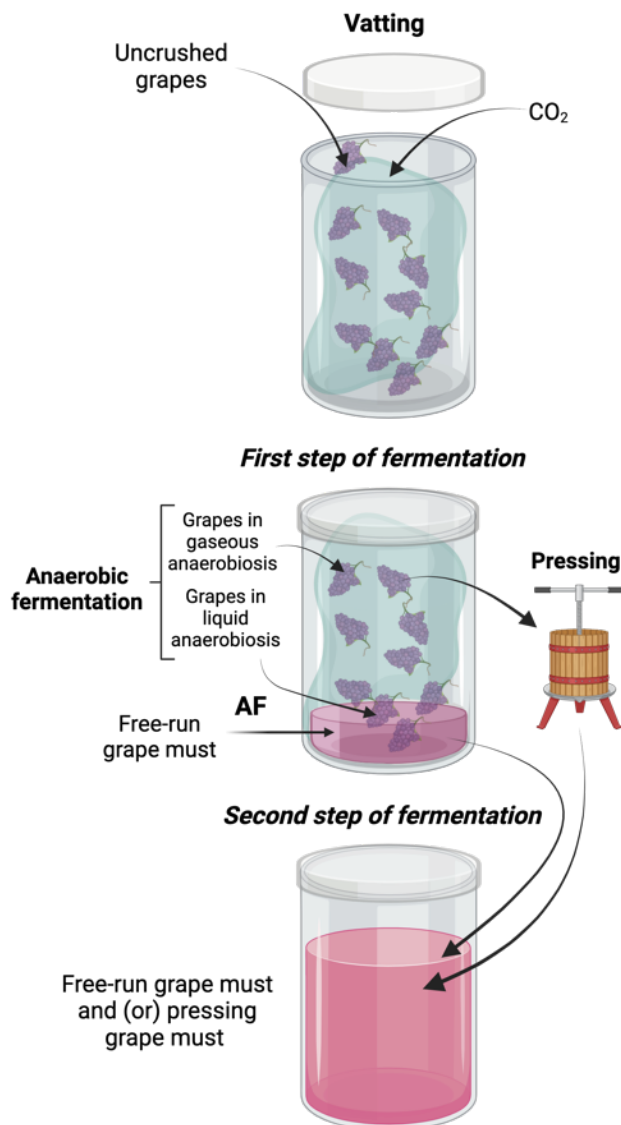 Vatting
Uncrushed
grapes
CO₂
First step of fermentation
Grapes in
gaseous
anaerobiosis
Anaerobic
fermentation
Grapes in
liquid
anaerobiosis
Pressing
AF
Free-run
grape must
Second step of fermentation
Free-run grape must
and (or) pressing
grape must